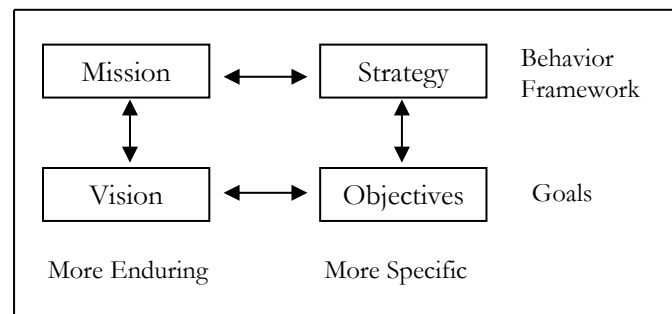 Mission
Strategy
Behavior
Framework
Vision
Objectives
Goals
More Enduring
More Specific